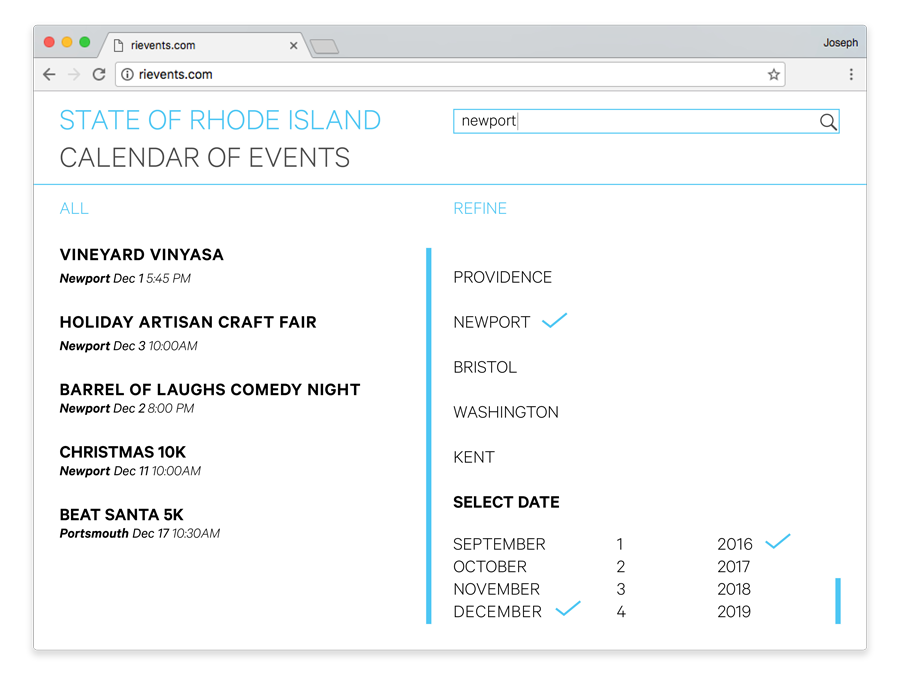 rievents.com
Joseph
rievents.com
STATE OF RHODE ISLAND
CALENDAR OF EVENTS
newport
ALL
VINEYARD VINYASA
Newport Dec 1 5:45 PM
HOLIDAY ARTISAN CRAFT FAIR
Newport Dec 3 10:00AM
BARREL OF LAUGHS COMEDY NIGHT
Newport Dec 2 8:00 PM
CHRISTMAS 10K
Newport Dec 11 10:00AM
BEAT SANTA 5K
Portsmouth Dec 17 10:30AM
REFINE
PROVIDENCE
NEWPORT
BRISTOL
WASHINGTON
KENT
SELECT DATE
SEPTEMBER 1 2016
OCTOBER 2 2017
NOVEMBER 3 2018
DECEMBER 4 2019